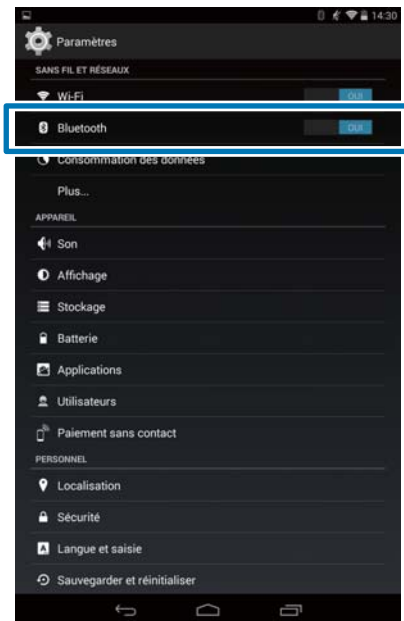 14:30
Paramètres
SANS FIL ET RÉSEAUX
Wi-Fi OUI
Bluetooth OUI
Consommation des données
Plus...
APPAREIL
Son
Affichage
Stockage
Batterie
Applications
Utilisateurs
Paiement sans contact
PERSONNEL
Localisation
Sécurité
Langue et saisie
Sauvegarder et réinitialiser